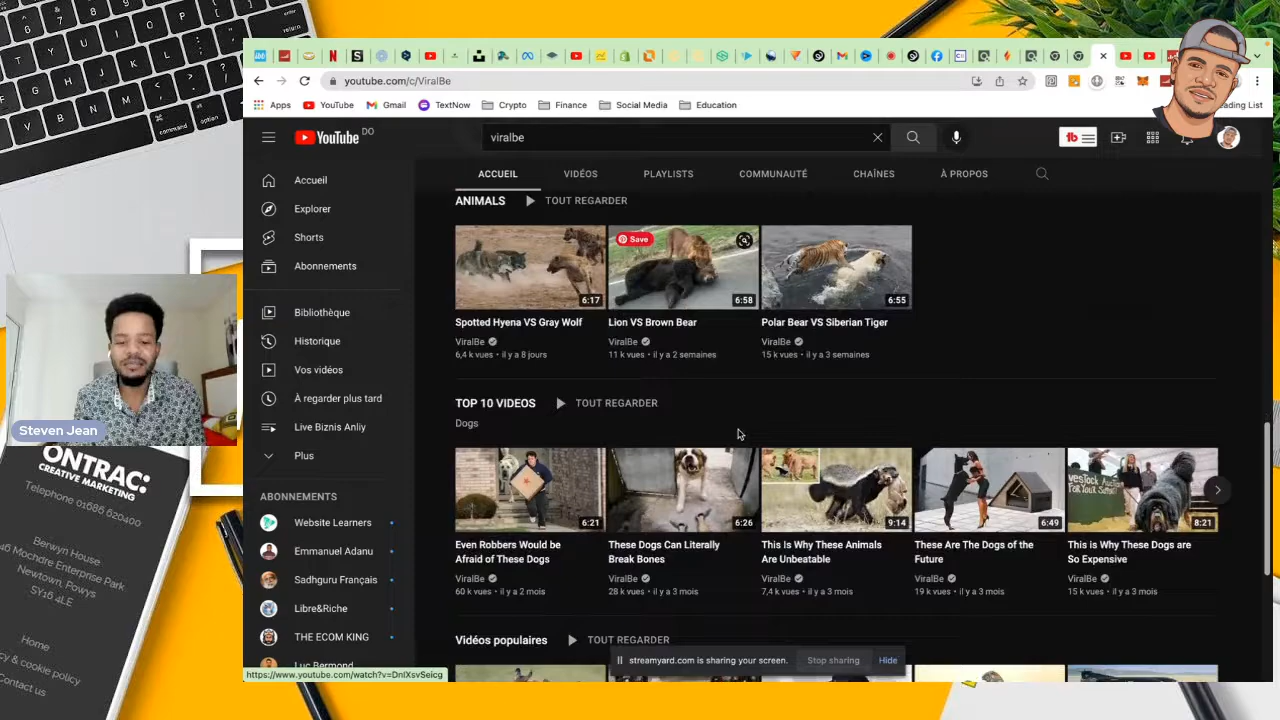 youtube.com/c/ViralBe
Apps
YouTube
Gmail
TextNow
Crypto
Finance
Social Media
Education
ading List
YouTube
DO
viralbe
tb
Accueil
Explorer
Shorts
Abonnements
Bibliothèque
Historique
Vos vidéos
À regarder plus tard
Live Biznis Anliy
Plus
ABONNEMENTS
Website Learners
Emmanuel Adanu
Sadhguru Français
Libre&Riche
THE ECOM KING
Luc Bermond
https://www.youtube.com/watch?v=DnlXsvSeicg
ACCUEIL
VIDÉOS
PLAYLISTS
COMMUNAUTÉ
CHAÎNES
À PROPOS
ANIMALS
TOUT REGARDER
Save
6:17
6:58
6:55
Spotted Hyena VS Gray Wolf
Lion VS Brown Bear
Polar Bear VS Siberian Tiger
ViralBe
ViralBe
ViralBe
6,4 k vues • il y a 8 jours
11 k vues • il y a 2 semaines
15 k vues • il y a 3 semaines
TOP 10 VIDEOS
TOUT REGARDER
Dogs
6:21
6:26
9:14
6:49
8:21
Even Robbers Would be
Afraid of These Dogs
These Dogs Can Literally
Break Bones
This Is Why These Animals
Are Unbeatable
These Are The Dogs of the
Future
This is Why These Dogs are
So Expensive
ViralBe
ViralBe
ViralBe
ViralBe
ViralBe
60 k vues • il y a 2 mois
28 k vues • il y a 3 mois
7,4 k vues • il y a 3 mois
19 k vues • il y a 3 mois
15 k vues • il y a 3 mois
Vidéos populaires
TOUT REGARDER
streamyard.com is sharing your screen.
Stop sharing
Hide
Steven Jean
ONTRAC:
CREATIVE MARKETING
Telephone 01686 620400
Berwyn House
46 Mochdre Enterprise Park
Newtown, Powys
SY16 4LE
Home
cy & cookie policy
Contact us
command
option